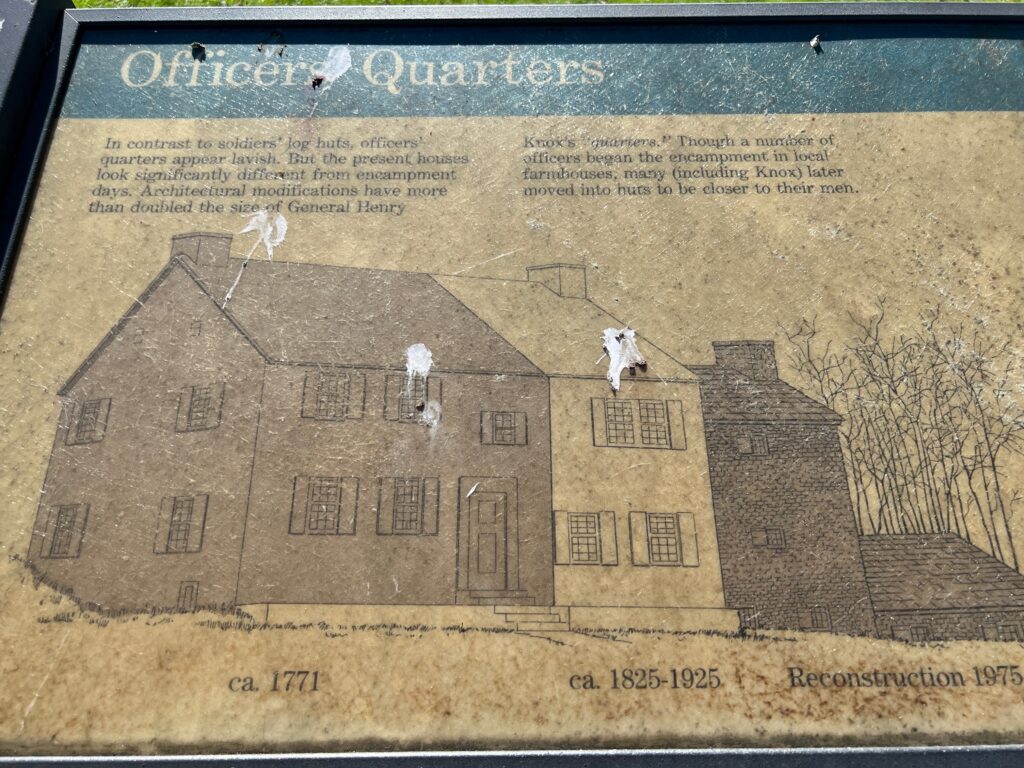 Officers' Quarters
In contrast to soldiers' log huts, officers'
quarters appear lavish. But the present houses
look significantly different from encampment
days. Architectural modifications have more
than doubled the size of General Henry
Knox's "quarters." Though a number of
officers began the encampment in local
farmhouses, many (including Knox) later
moved into huts to be closer to their men.
ca. 1771
ca. 1825-1925
Reconstruction 1975